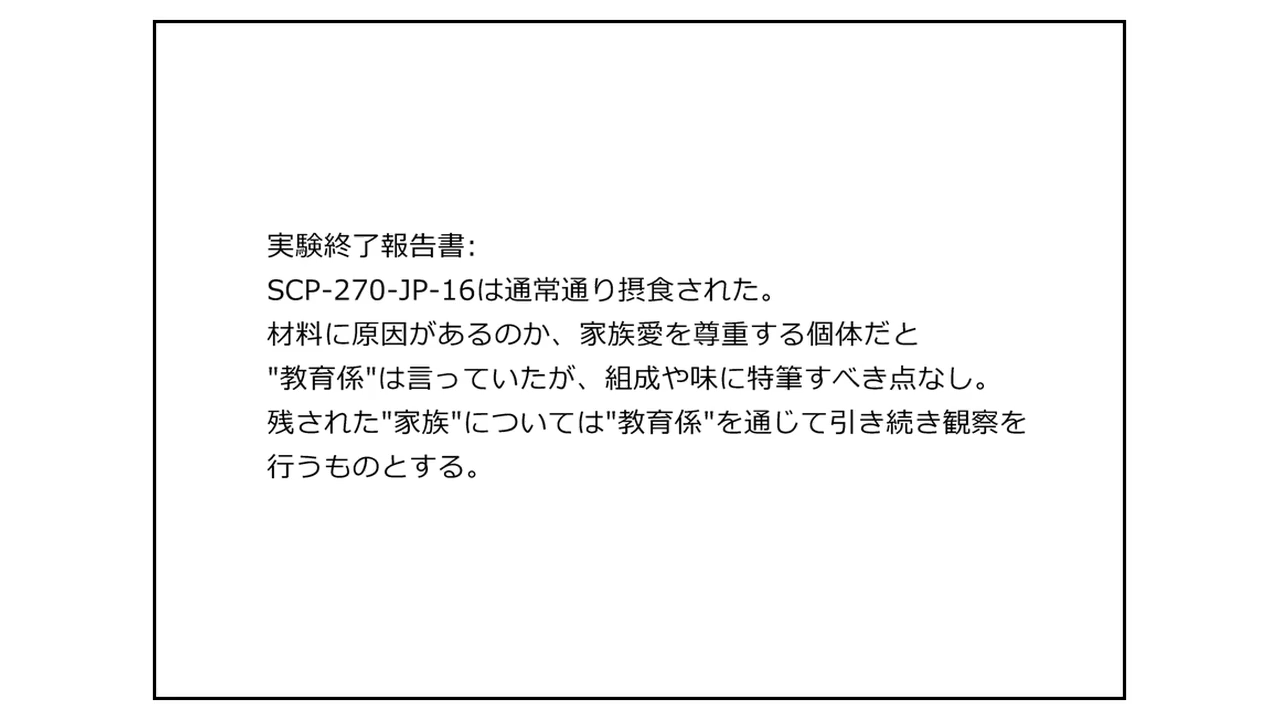 実験終了報告書:
SCP-270-JP-16は通常通り摂食された。
材料に原因があるのか、家族愛を尊重する個体だと
"教育係"は言っていたが、組成や味に特筆すべき点なし。
残された"家族"については"教育係"を通じて引き続き観察を
行うものとする。